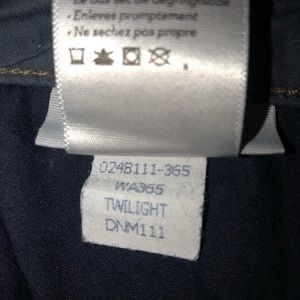 • Enlevez promptement
• Ne sechez pas propre
0248111-365
WA365
TWILIGHT
DNM111